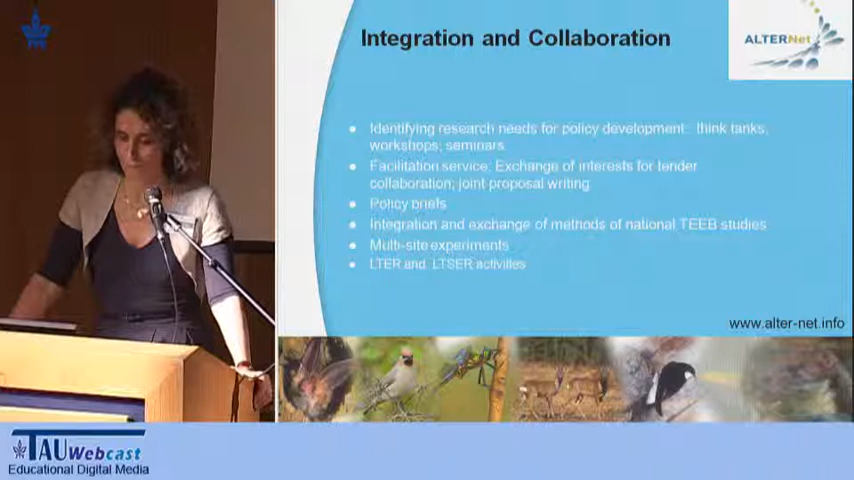 Integration and Collaboration
ALTERNet
Identifying research needs for policy development: think tanks,
workshops; seminars
Facilitation service: Exchange of interests for tender
collaboration; joint proposal writing
Policy briefs
Integration and exchange of methods of national TEEB studies
Multi-site experiments
LTER and LTSER activities
www.alter-net.info
TAUWebcast
Educational Digital Media